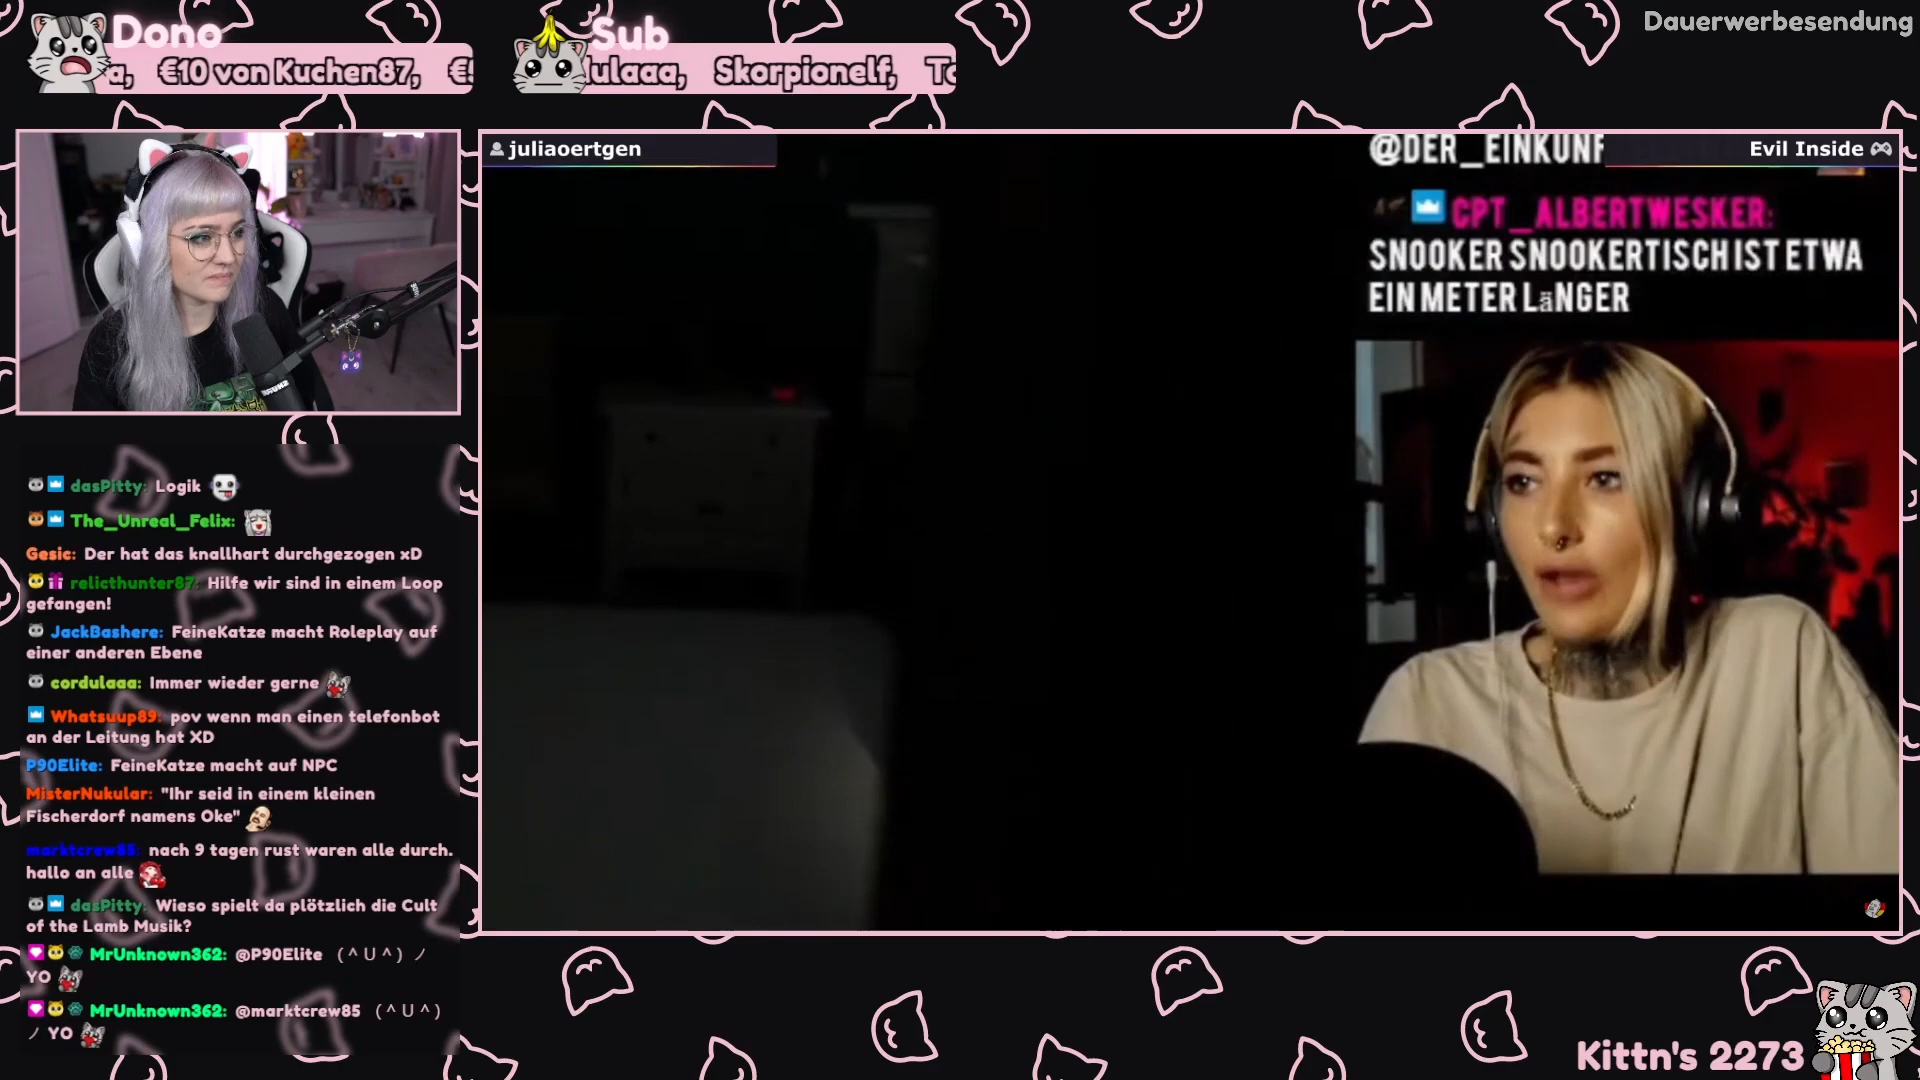 Dono
a, €10 von Kuchen87,
Sub
dulaaa, Skorpionelf,
Dauerwerbesendung
juliaoertgen
Evil Inside
@DER_EINKUNF
CPT_ALBERTWESKER:
SNOOKER SNOOKERTISCH IST ETWA
EIN METER LäNGER
dasPitty: Logik
The_Unreal_Felix:
Gesic: Der hat das knallhart durchgezogen xD
relicthunter87: Hilfe wir sind in einem Loop
gefangen!
JackBashere: FeineKatze macht Roleplay auf
einer anderen Ebene
cordulaaa: Immer wieder gerne
Whatsuup89: pov wenn man einen telefonbot
an der Leitung hat XD
P90Elite: FeineKatze macht auf NPC
MisterNukular: "Ihr seid in einem kleinen
Fischerdorf namens Oke"
marktcrew85: nach 9 tagen rust waren alle durch.
hallo an alle
dasPitty: Wieso spielt da plötzlich die Cult
of the Lamb Musik?
MrUnknown362: @P90Elite (^U^)ノ
YO
MrUnknown362: @marktcrew85 (^U^)
ノ YO
Kittn's 2273